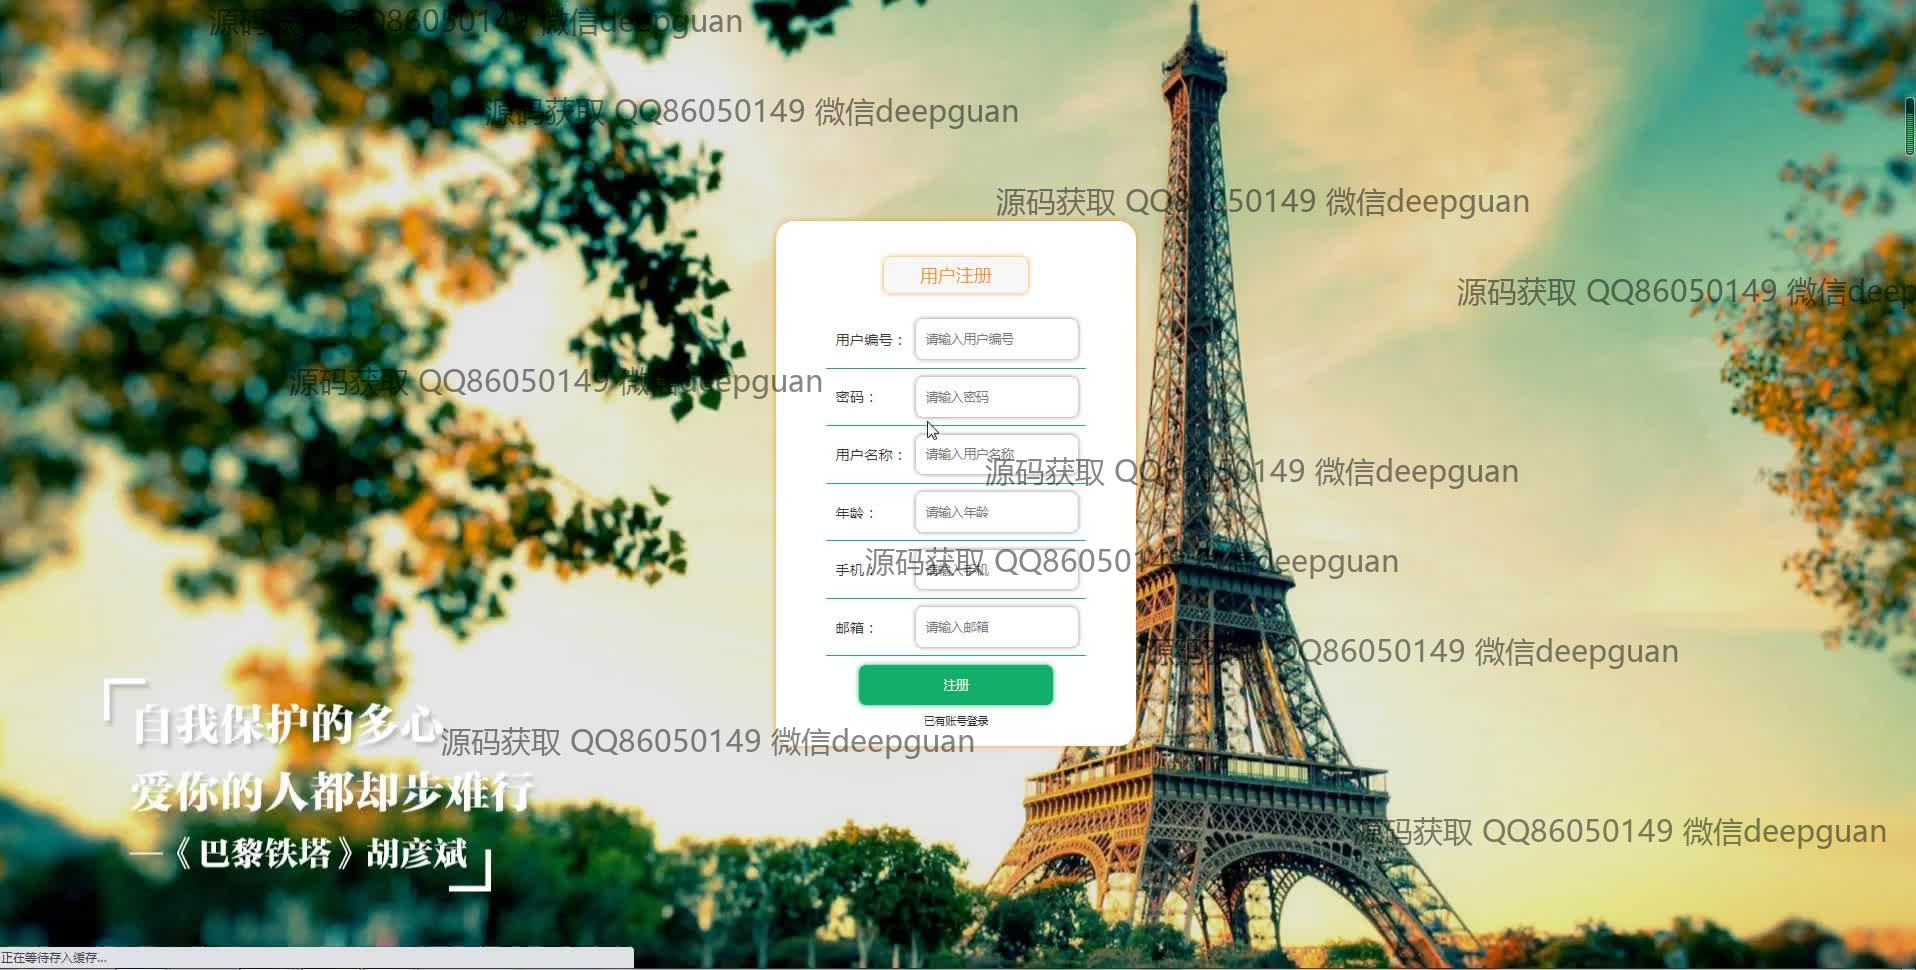 源码获取 QQ86050149 微信deepguan
源码获取 QQ86050149 微信deepguan
源码获取 QQ86050149 微信deepguan
用户注册
源码获取 QQ86050149 微信deep
用户编号：
请输入用户编号
源码获取 QQ86050149 微信deepguan
密码：
请输入密码
用户名称：
请输入用户名称
源码获取 QQ86050149 微信deepguan
年龄：
请输入年龄
源码获取 QQ86050149 微信deepguan
手机：
请输入手机
邮箱：
请输入邮箱
源码获取 QQ86050149 微信deepguan
注册
已有账号登录
自我保护的多心
源码获取 QQ86050149 微信deepguan
爱你的人都却步难行
—《巴黎铁塔》胡彦斌
源码获取 QQ86050149 微信deepguan
正在等待存入缓存...